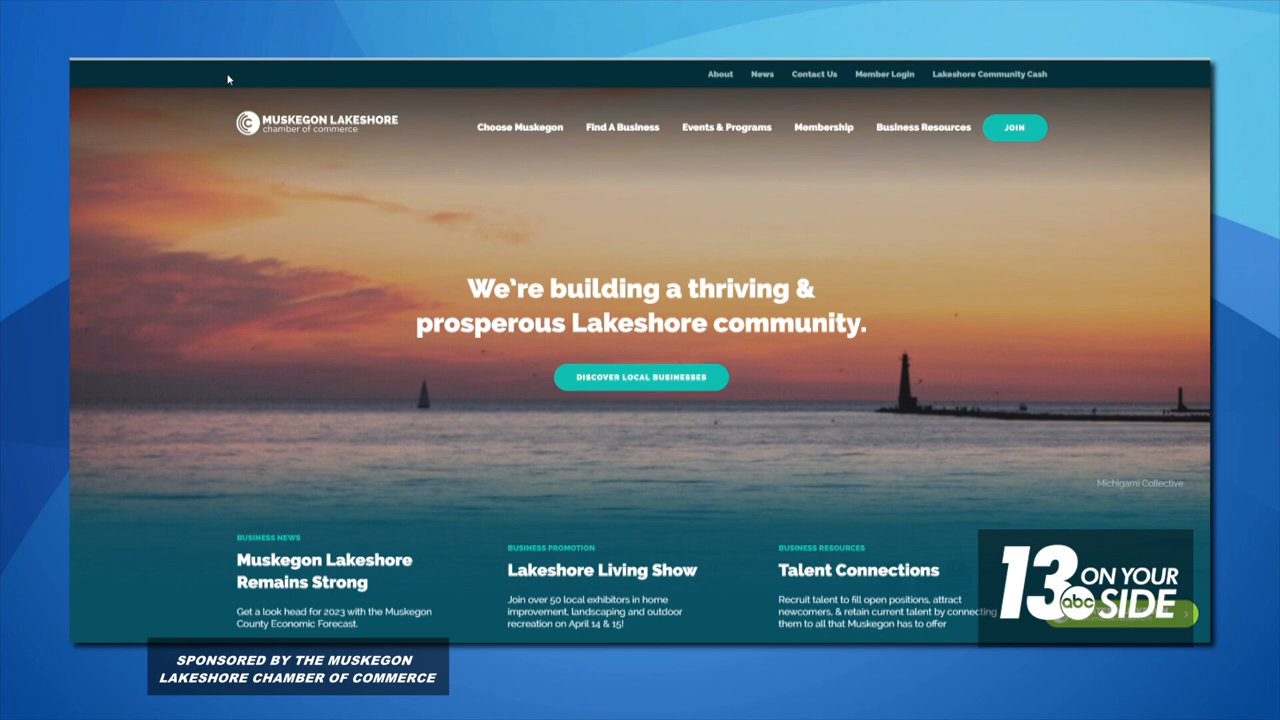 About News Contact Us Member Login Lakeshore Community Cash
MUSKEGON LAKESHORE
chamber of commerce
Choose Muskegon Find A Business Events & Programs Membership Business Resources JOIN
We're building a thriving &
prosperous Lakeshore community.
DISCOVER LOCAL BUSINESSES
Michigami Collective
BUSINESS NEWS
Muskegon Lakeshore
Remains Strong
Get a look head for 2023 with the Muskegon
County Economic Forecast.
BUSINESS PROMOTION
Lakeshore Living Show
Join over 50 local exhibitors in home
improvement, landscaping and outdoor
recreation on April 14 & 15!
BUSINESS RESOURCES
Talent Connections
Recruit talent to fill open positions, attract
newcomers, & retain current talent by connecting
them to all that Muskegon has to offer
13 ON YOUR
abc SIDE
SPONSORED BY THE MUSKEGON
LAKESHORE CHAMBER OF COMMERCE